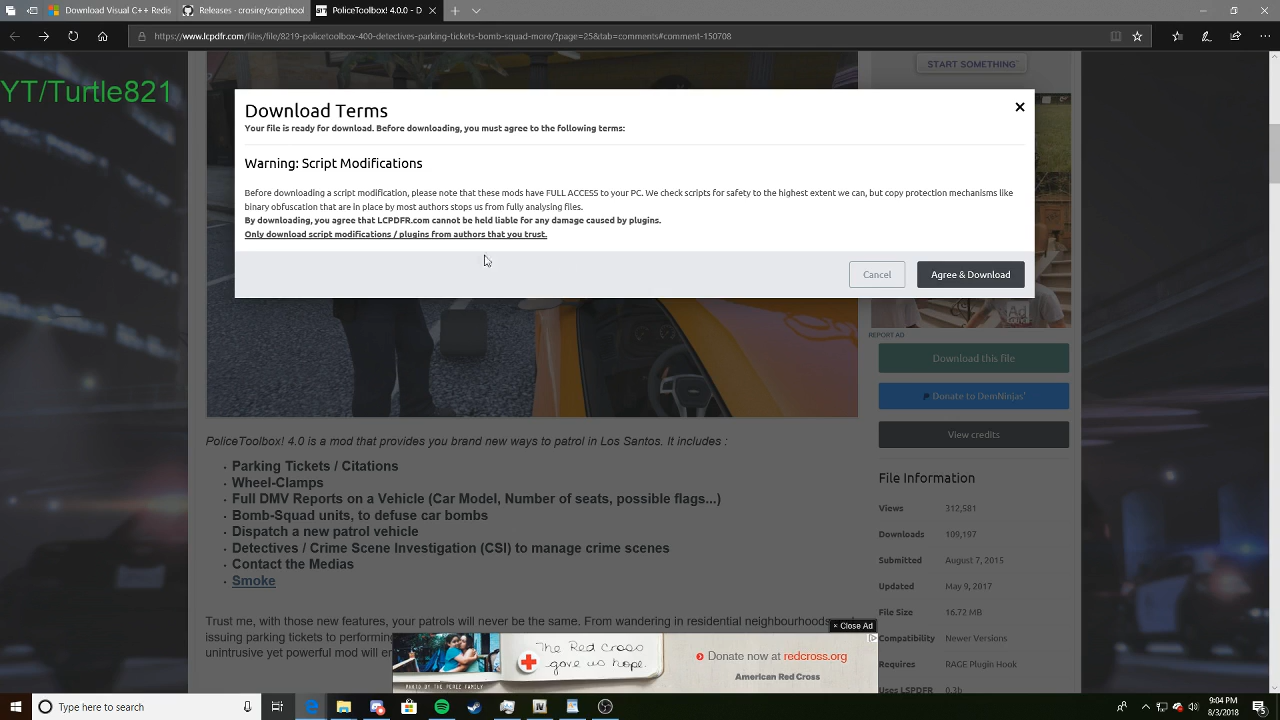 Download Visual C++ Redis
Releases
PoliceToolbox! 4.0.0 - D
https://www.lcpdfr.com/files/file/8219-policetoolbox-400-detectives-parking-tickets-bomb-squad-more/?page=25&tab=comments#comment-150708
START SOMETHING
YT/Turtle821
Download Terms
Your file is ready for download. Before downloading, you must agree to the following terms:
Warning: Script Modifications
Before downloading a script modification, please note that these mods have FULL ACCESS to your PC. We check scripts for safety to the highest extent we can, but copy protection mechanisms like
binary obfuscation that are in place by most authors stops us from fully analysing files.
By downloading, you agree that LCPDFR.com cannot be held liable for any damage caused by plugins.
Only download script modifications / plugins from authors that you trust.
Cancel
Agree & Download
REPORT AD
Download this file
Donate to DemNinjas'
View credits
PoliceToolbox! 4.0 is a mod that provides you brand new ways to patrol in Los Santos. It includes :
• Parking Tickets / Citations
• Wheel-Clamps
• Full DMV Reports on a Vehicle (Car Model, Number of seats, possible flags...)
• Bomb-Squad units, to defuse car bombs
• Dispatch a new patrol vehicle
• Detectives / Crime Scene Investigation (CSI) to manage crime scenes
• Contact the Medias
• Smoke
File Information
Views 312,581
Downloads 109,197
Submitted August 7, 2015
Updated May 9, 2017
File Size 16.72 MB
Compatibility Newer Versions
Requires RAGE Plugin Hook
Uses LSPDFR 0.3b
Trust me, with those new features, your patrols will never be the same. From wandering in residential neighbourhoods
issuing parking tickets to performing
unintrusive yet powerful mod will
× Close Ad
The Red Cross
gave us hope.
PHOTO BY THE PERLE FAMILY
Donate now at redcross.org
American Red Cross
Type here to search
9:04 PM
8/3/2018